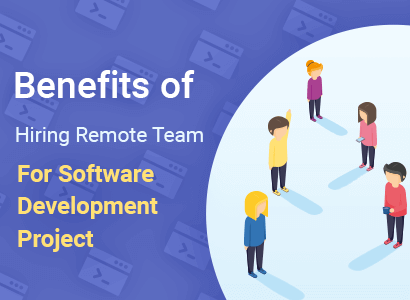 Benefits of
Hiring Remote Team
For Software
Development
Project